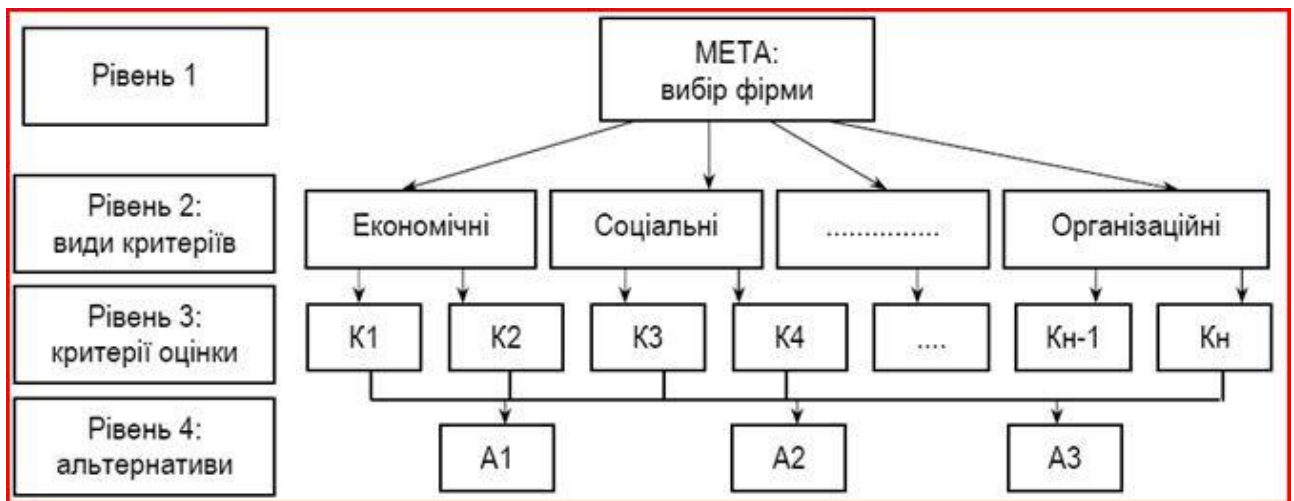 Рівень 1
МЕТА:
вибір фірми
Рівень 2:
види критеріїв
Економічні
Соціальні
...............
Організаційні
Рівень 3:
критерії оцінки
К1
К2
К3
К4
....
Кн-1
Кн
Рівень 4:
альтернативи
А1
А2
А3